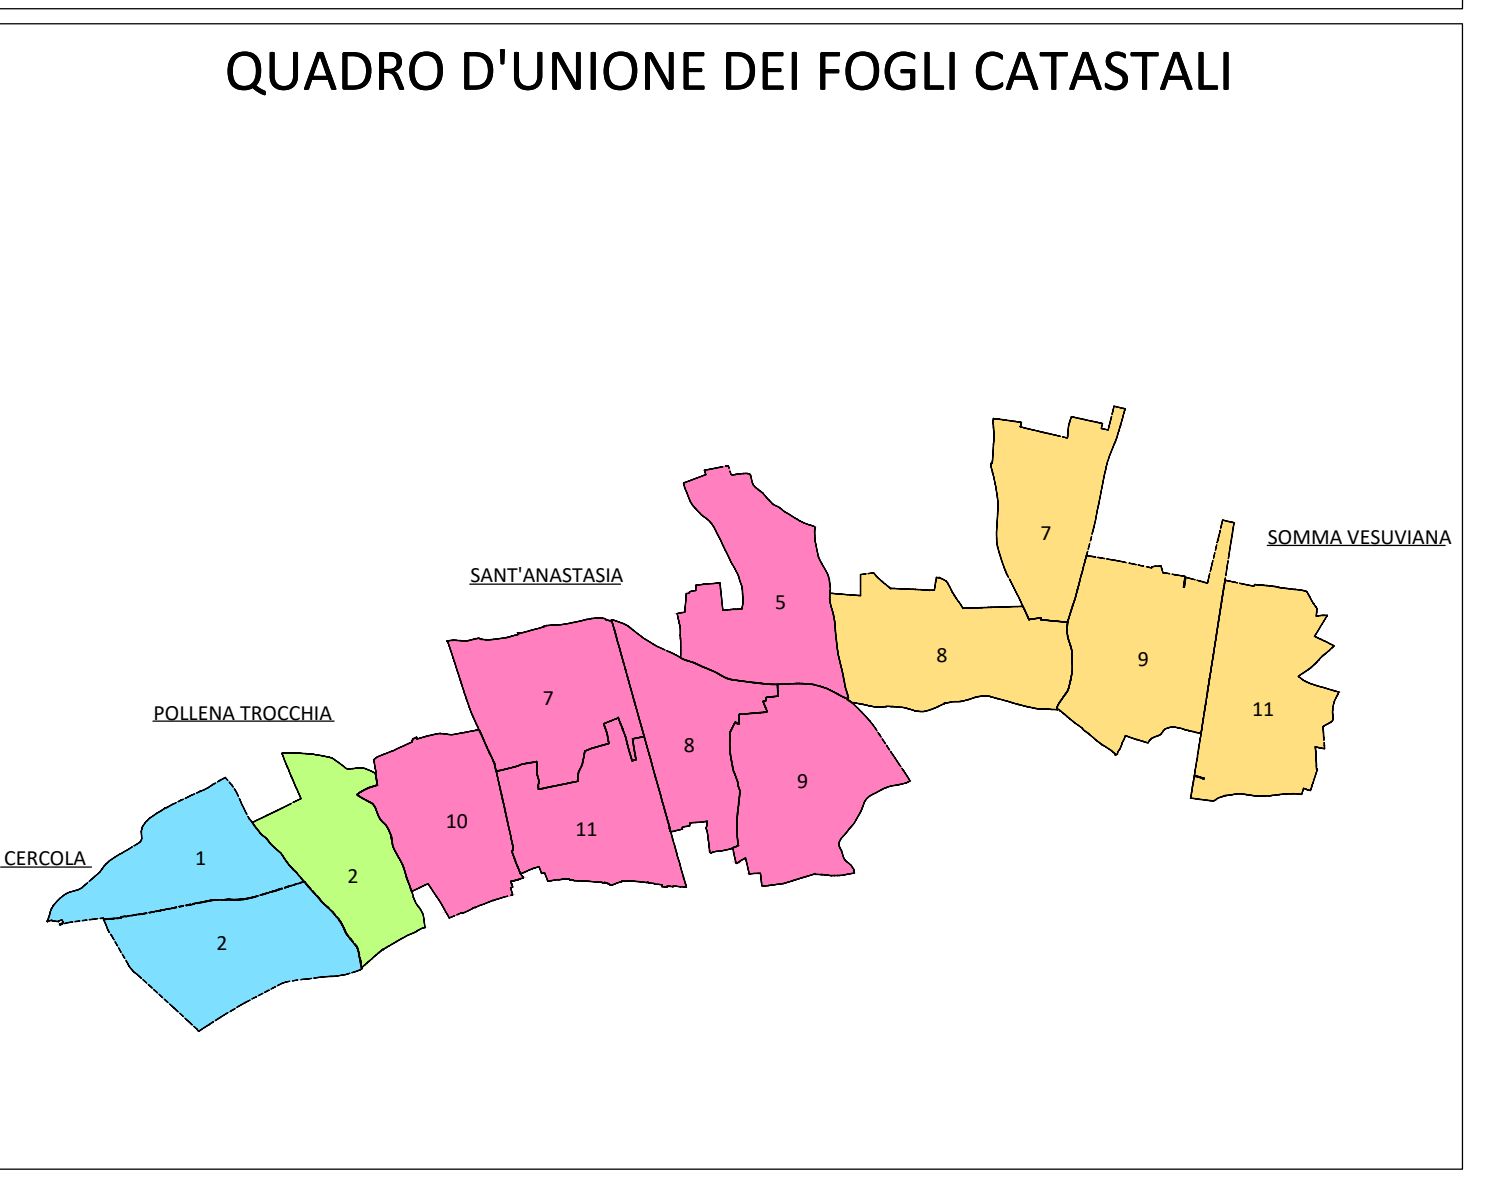 QUADRO D'UNIONE DEI FOGLI CATASTALI
7
SOMMA VESUVIANA
SANT'ANASTASIA
5
8
9
7
11
POLLENA TROCCHIA
8
9
10
11
CERCOLA
1
2
2